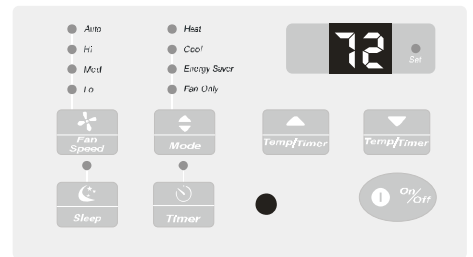 Auto
Hi
Med
Lo
Heat
Cool
Energy Saver
Fan Only
72
Set
Fan
Speed
Mode
Temp/Timer
Temp/Timer
Sleep
Timer
On/
Off